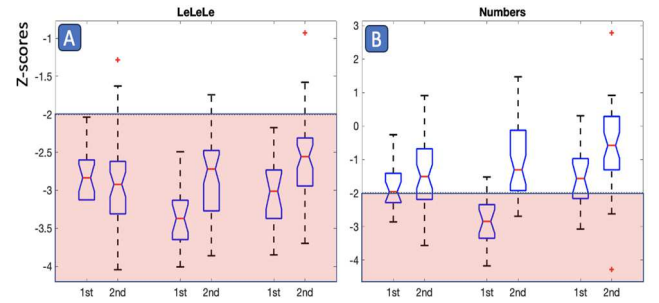 LeLeLe
Numbers
A
B
Z-scores
-1
-1.5
-2
-2.5
-3
-3.5
-4
3
2
1
0
-1
-2
-3
-4
1st 2nd 1st 2nd 1st 2nd
1st 2nd 1st 2nd 1st 2nd